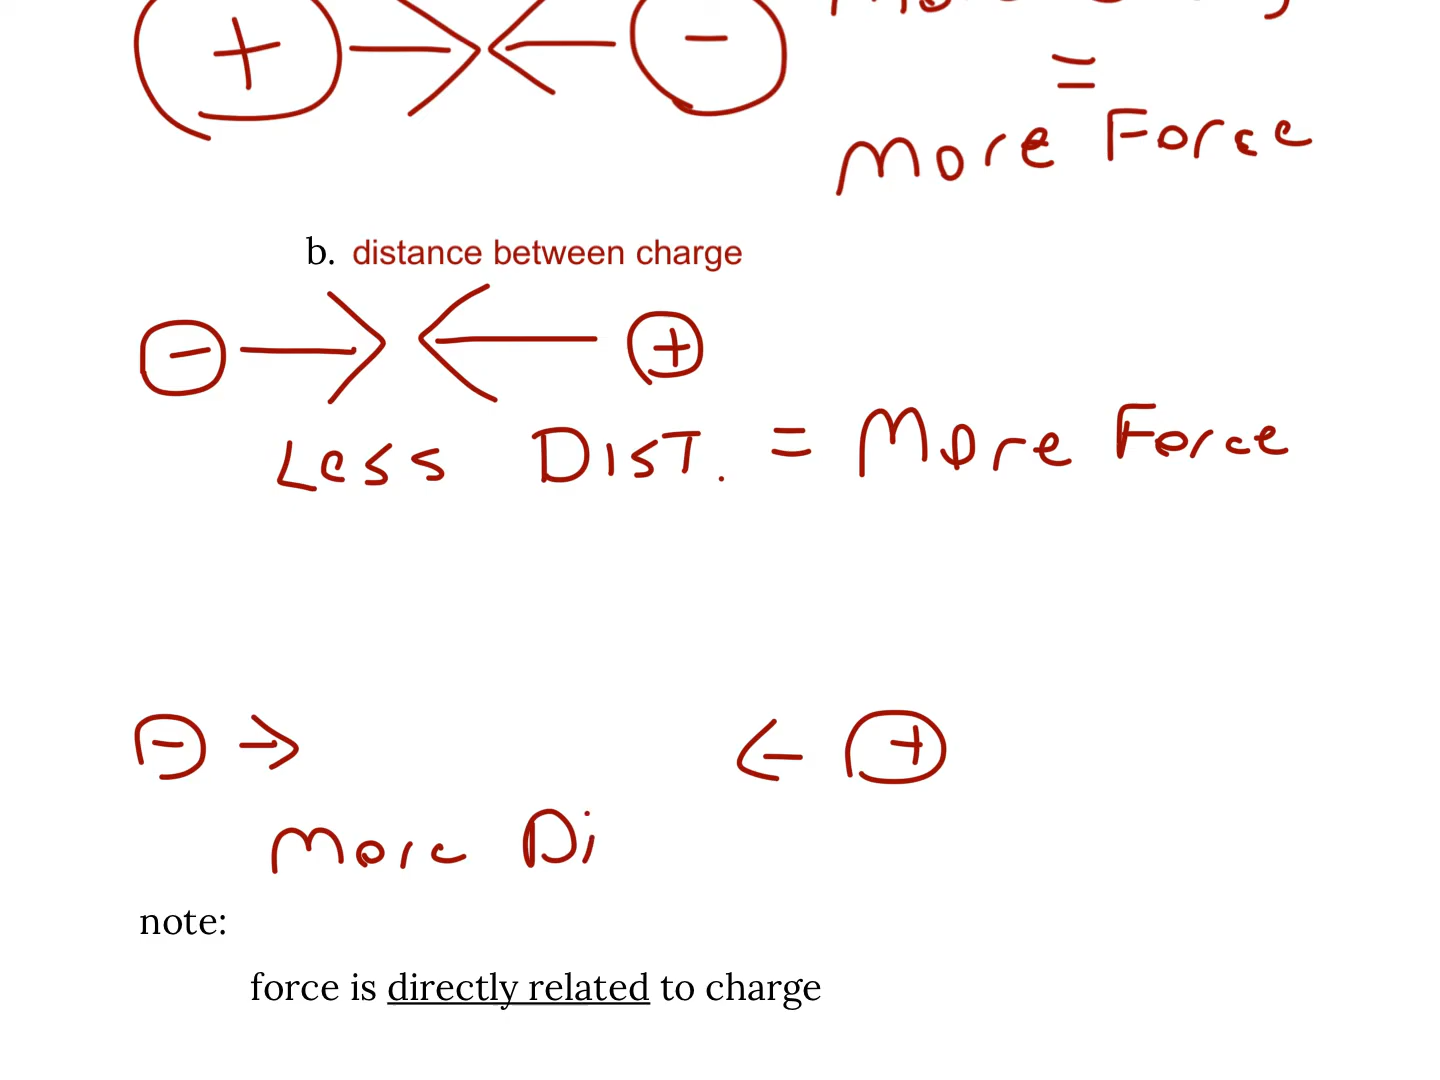 + -
=
More Force
b. distance between charge
- +
Less DIST. = More Force
- +
More Di
note:
force is directly related to charge